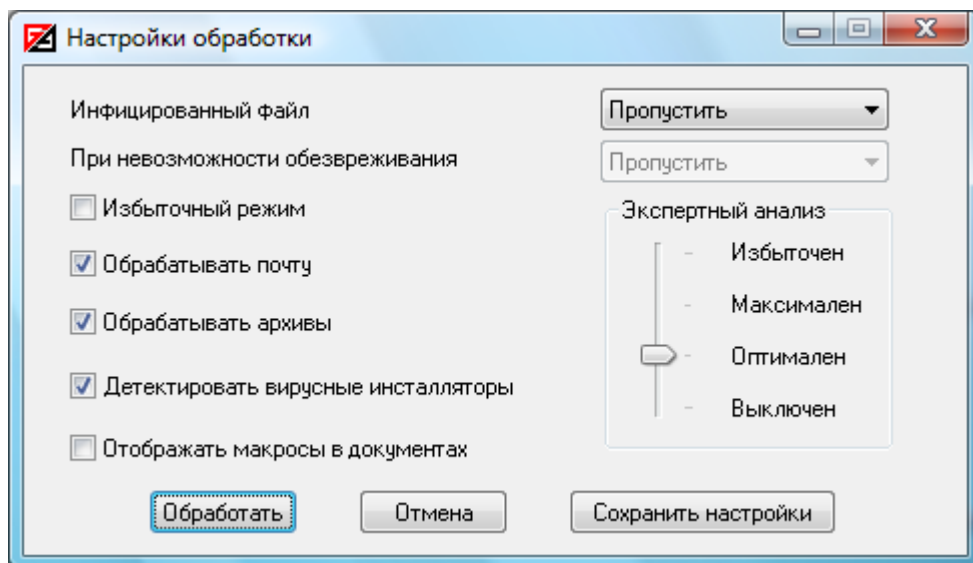 Настройки обработки
Инфицированный файл
Пропустить
При невозможности обезвреживания
Пропустить
Избыточный режим
Обрабатывать почту
Обрабатывать архивы
Детектировать вирусные инсталляторы
Отображать макросы в документах
Экспертный анализ
Избыточен
Максимален
Оптимален
Выключен
Обработать
Отмена
Сохранить настройки